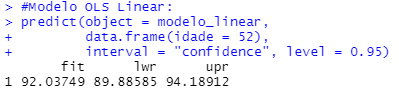 > #Modelo OLS Linear:
> predict(object = modelo_linear,
+         data.frame(idade = 52),
+         interval = "confidence", level = 0.95)
       fit      lwr      upr
1 92.03749 89.88585 94.18912